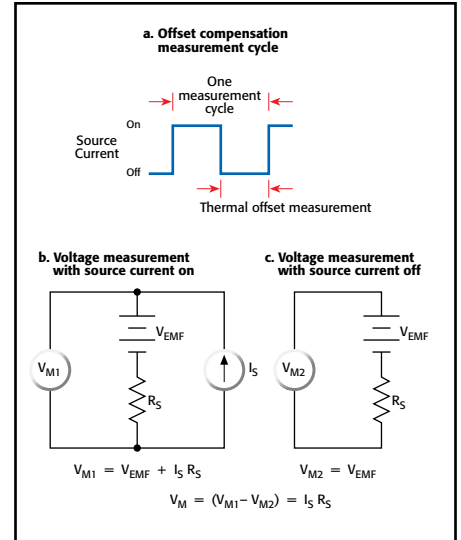 a. Offset compensation
measurement cycle
One
measurement
cycle
On
Source
Current
Off
Thermal offset measurement
b. Voltage measurement
with source current on
c. Voltage measurement
with source current off
VEMF
VM1
IS
RS
VEMF
VM2
RS
VM1 = VEMF + IS RS
VM2 = VEMF
VM = (VM1– VM2) = IS RS